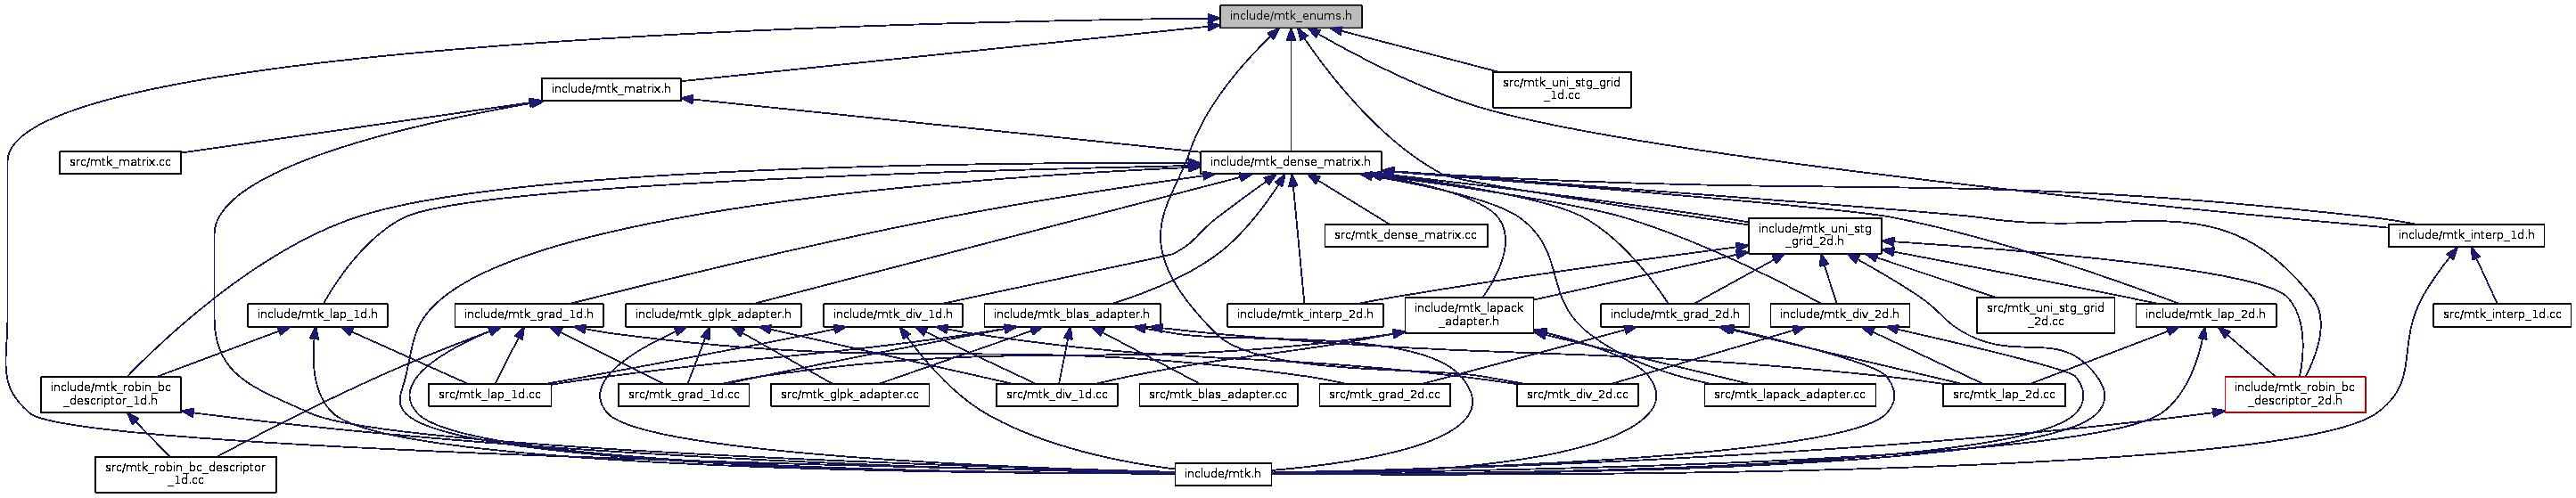 include/mtk_enums.h
include/mtk_matrix.h
src/mtk_uni_stg_grid
_1d.cc
src/mtk_matrix.cc
include/mtk_dense_matrix.h
src/mtk_dense_matrix.cc
include/mtk_uni_stg
_grid_2d.h
include/mtk_interp_1d.h
include/mtk_lap_1d.h
include/mtk_grad_1d.h
include/mtk_glpk_adapter.h
include/mtk_div_1d.h
include/mtk_blas_adapter.h
include/mtk_interp_2d.h
include/mtk_lapack
_adapter.h
include/mtk_grad_2d.h
include/mtk_div_2d.h
src/mtk_uni_stg_grid
_2d.cc
include/mtk_lap_2d.h
src/mtk_interp_1d.cc
include/mtk_robin_bc
_descriptor_1d.h
src/mtk_lap_1d.cc
src/mtk_grad_1d.cc
src/mtk_glpk_adapter.cc
src/mtk_div_1d.cc
src/mtk_blas_adapter.cc
src/mtk_grad_2d.cc
src/mtk_div_2d.cc
src/mtk_lapack_adapter.cc
src/mtk_lap_2d.cc
include/mtk_robin_bc
_descriptor_2d.h
src/mtk_robin_bc_descriptor
_1d.cc
include/mtk.h